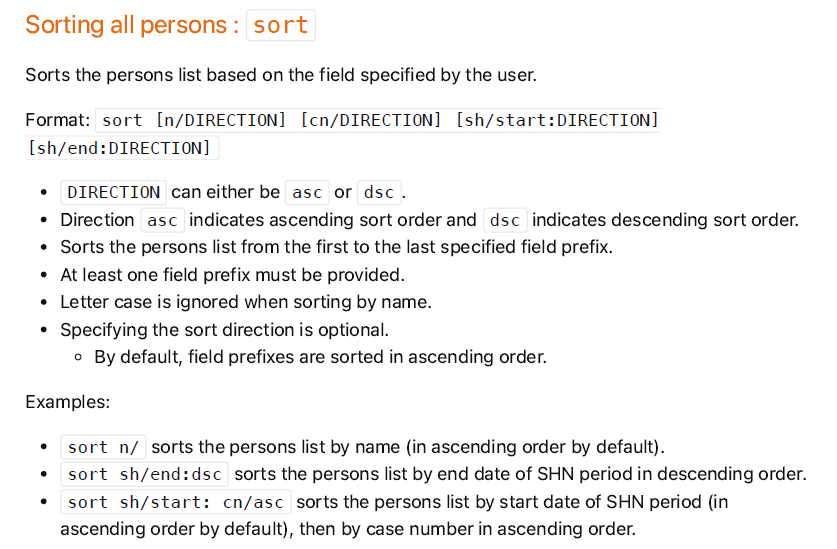 Sorting all persons : sort
Sorts the persons list based on the field specified by the user.
Format: sort [n/DIRECTION] [cn/DIRECTION] [sh/start:DIRECTION]
[sh/end:DIRECTION]
• DIRECTION can either be asc or dsc.
• Direction asc indicates ascending sort order and dsc indicates descending sort order.
• Sorts the persons list from the first to the last specified field prefix.
• At least one field prefix must be provided.
• Letter case is ignored when sorting by name.
• Specifying the sort direction is optional.
◦ By default, field prefixes are sorted in ascending order.
Examples:
• sort n/ sorts the persons list by name (in ascending order by default).
• sort sh/end:dsc sorts the persons list by end date of SHN period in descending order.
• sort sh/start: cn/asc sorts the persons list by start date of SHN period (in
ascending order by default), then by case number in ascending order.